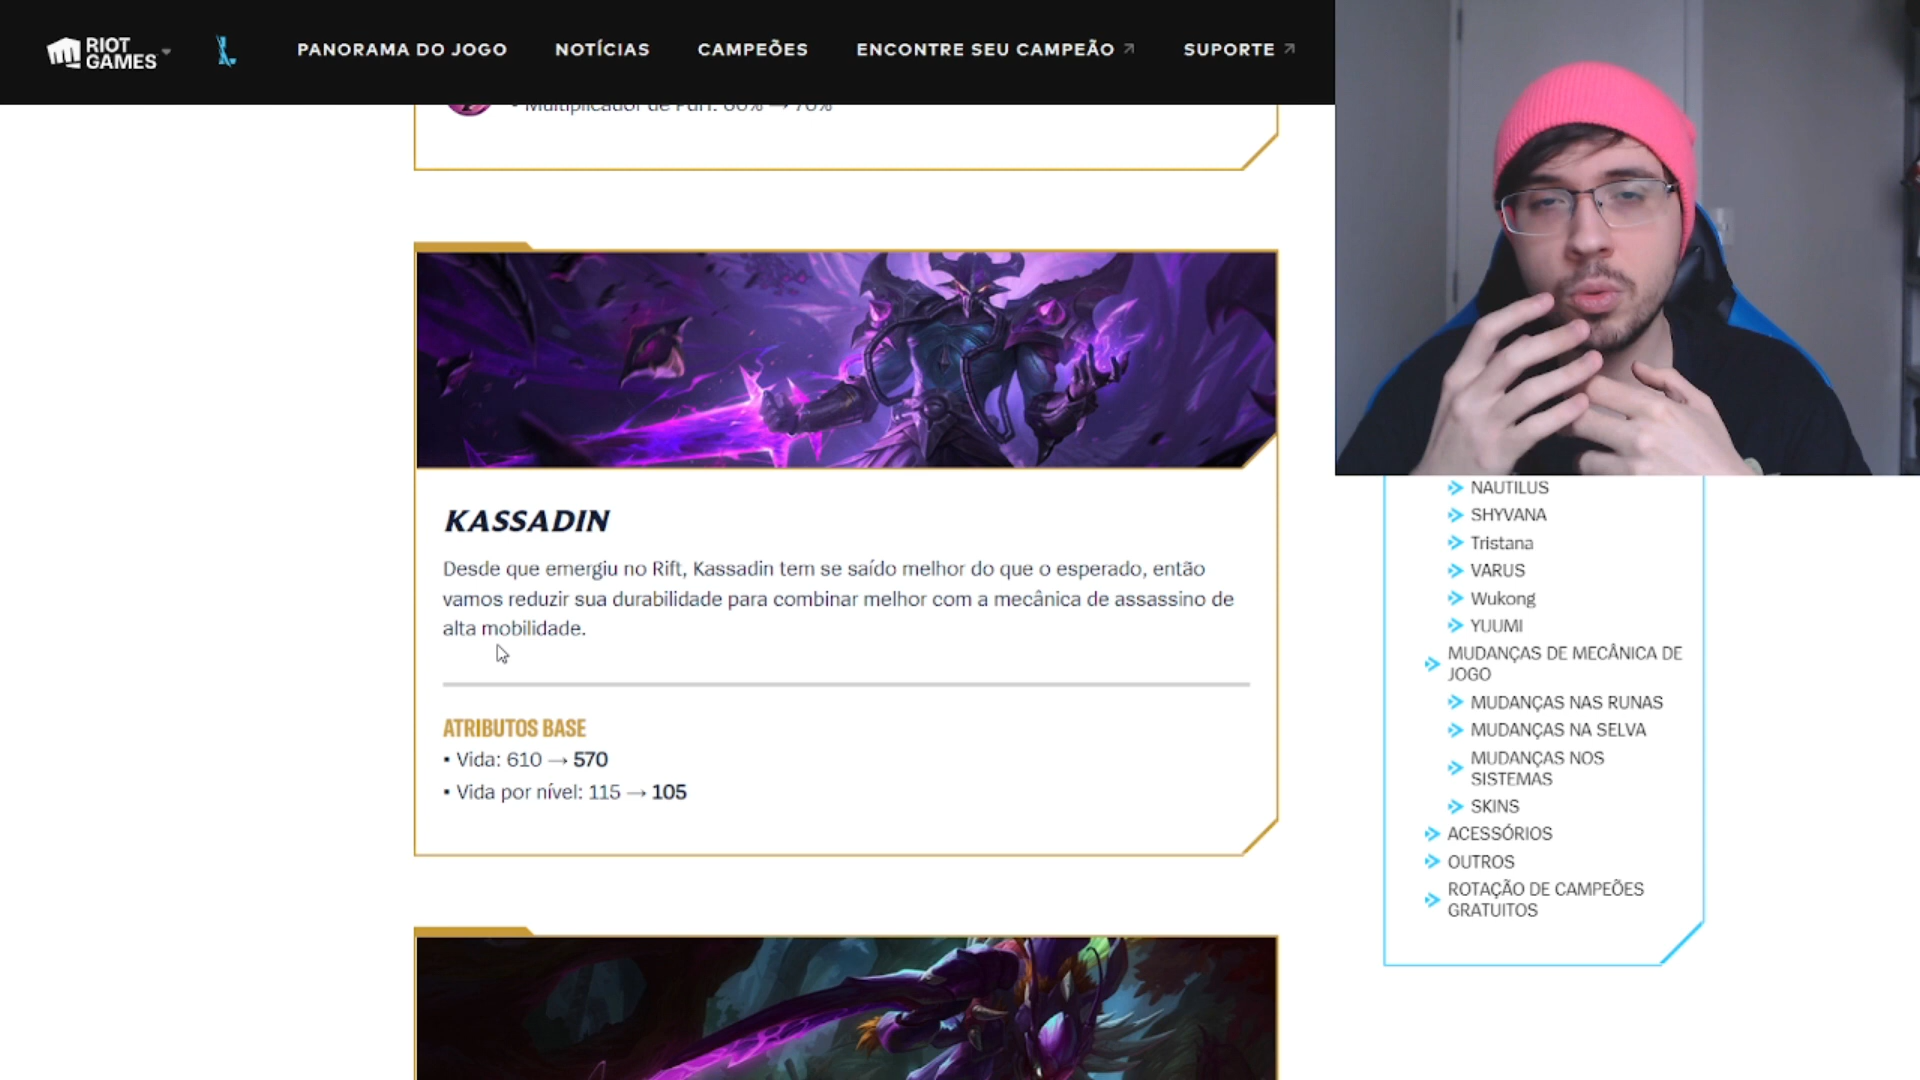 RIOT GAMES
PANORAMA DO JOGO
NOTÍCIAS
CAMPEÕES
ENCONTRE SEU CAMPEÃO
SUPORTE
KASSADIN
Desde que emergiu no Rift, Kassadin tem se saído melhor do que o esperado, então
vamos reduzir sua durabilidade para combinar melhor com a mecânica de assassino de
alta mobilidade.
ATRIBUTOS BASE
• Vida: 610 → 570
• Vida por nível: 115 → 105
NAUTILUS
SHYVANA
Tristana
VARUS
Wukong
YUUMI
MUDANÇAS DE MECÂNICA DE
JOGO
MUDANÇAS NAS RUNAS
MUDANÇAS NA SELVA
MUDANÇAS NOS
SISTEMAS
SKINS
ACESSÓRIOS
OUTROS
ROTAÇÃO DE CAMPEÕES
GRATUITOS